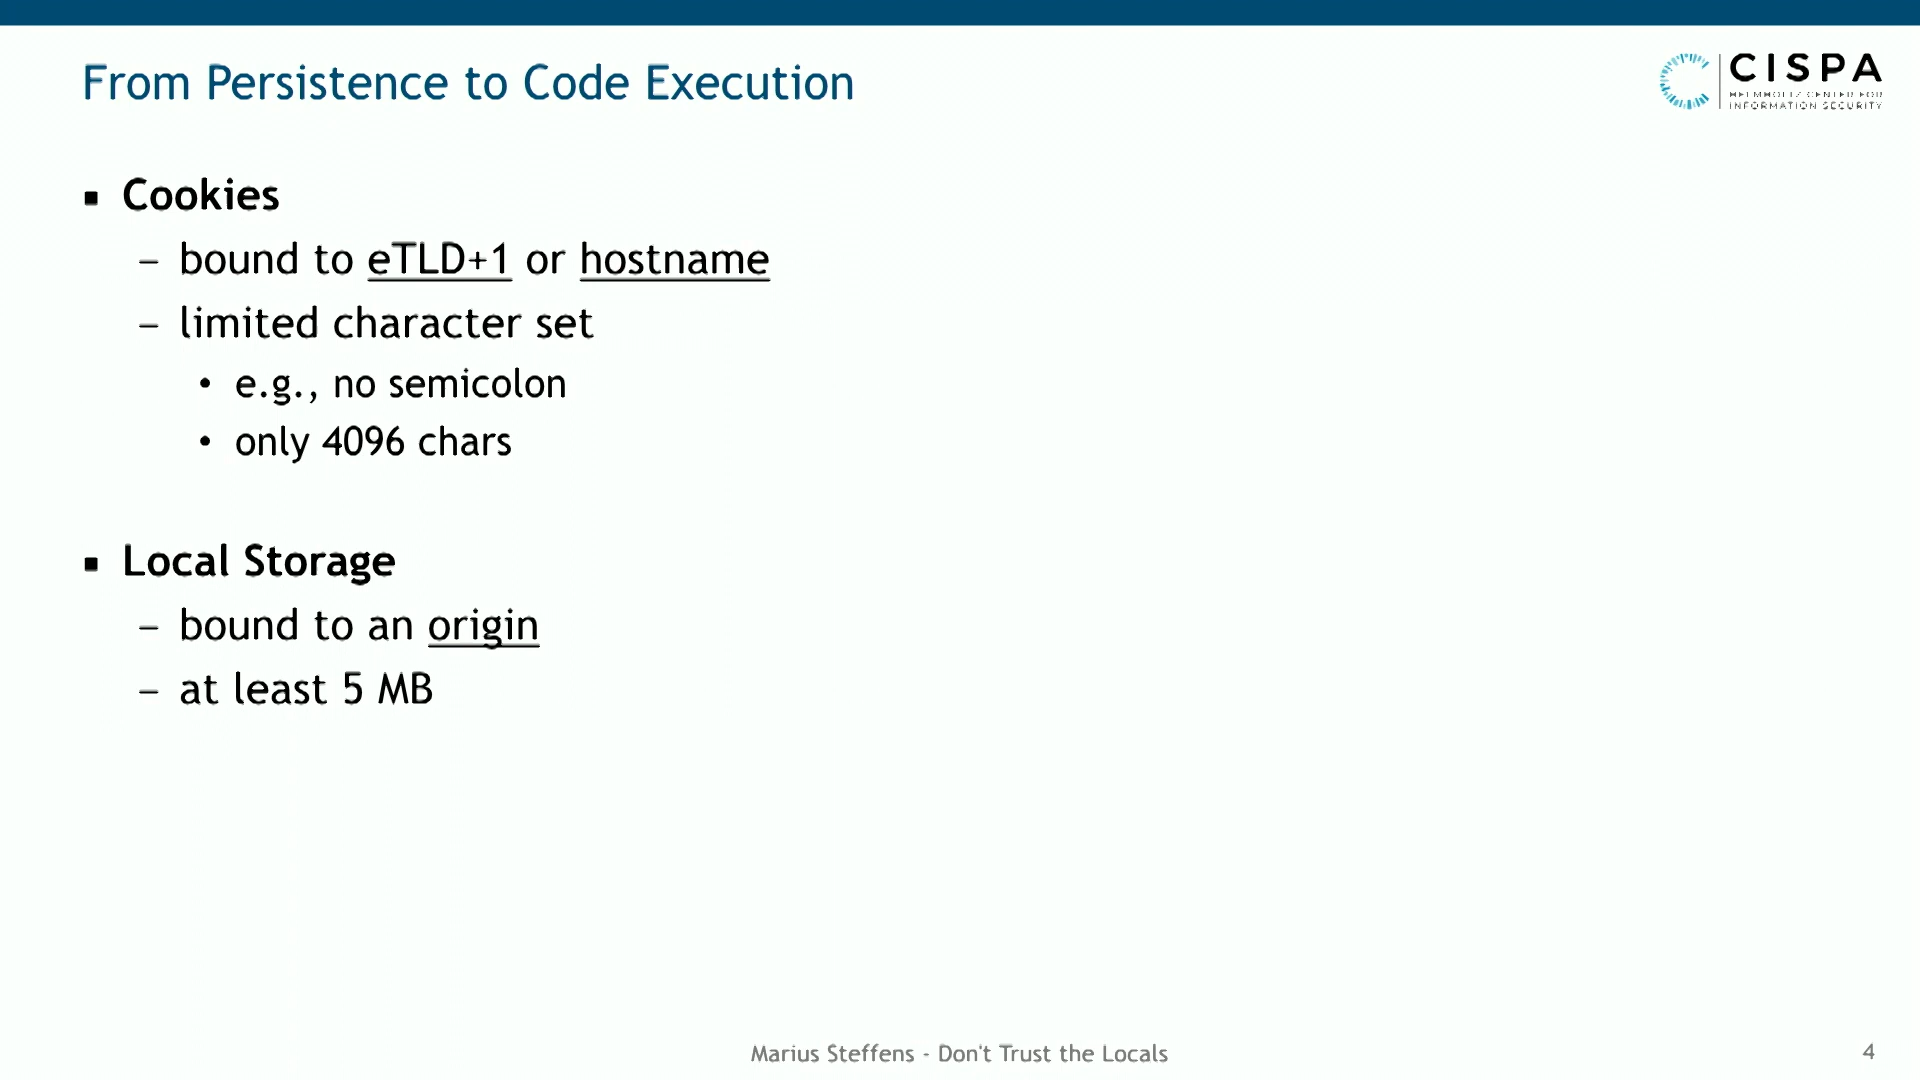 From Persistence to Code Execution
CISPA
HELMHOLTZ CENTER FOR
INFORMATION SECURITY
▪ Cookies
– bound to eTLD+1 or hostname
– limited character set
• e.g., no semicolon
• only 4096 chars
▪ Local Storage
– bound to an origin
– at least 5 MB
Marius Steffens - Don't Trust the Locals
4